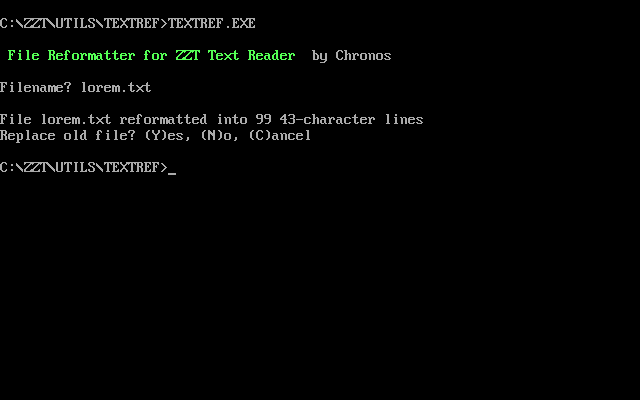 C:\ZZT\UTILS\TEXTREF>TEXTREF.EXE
File Reformatter for ZZT Text Reader  by Chronos
Filename? lorem.txt
File lorem.txt reformatted into 99 43-character lines
Replace old file? (Y)es, (N)o, (C)ancel
C:\ZZT\UTILS\TEXTREF>_